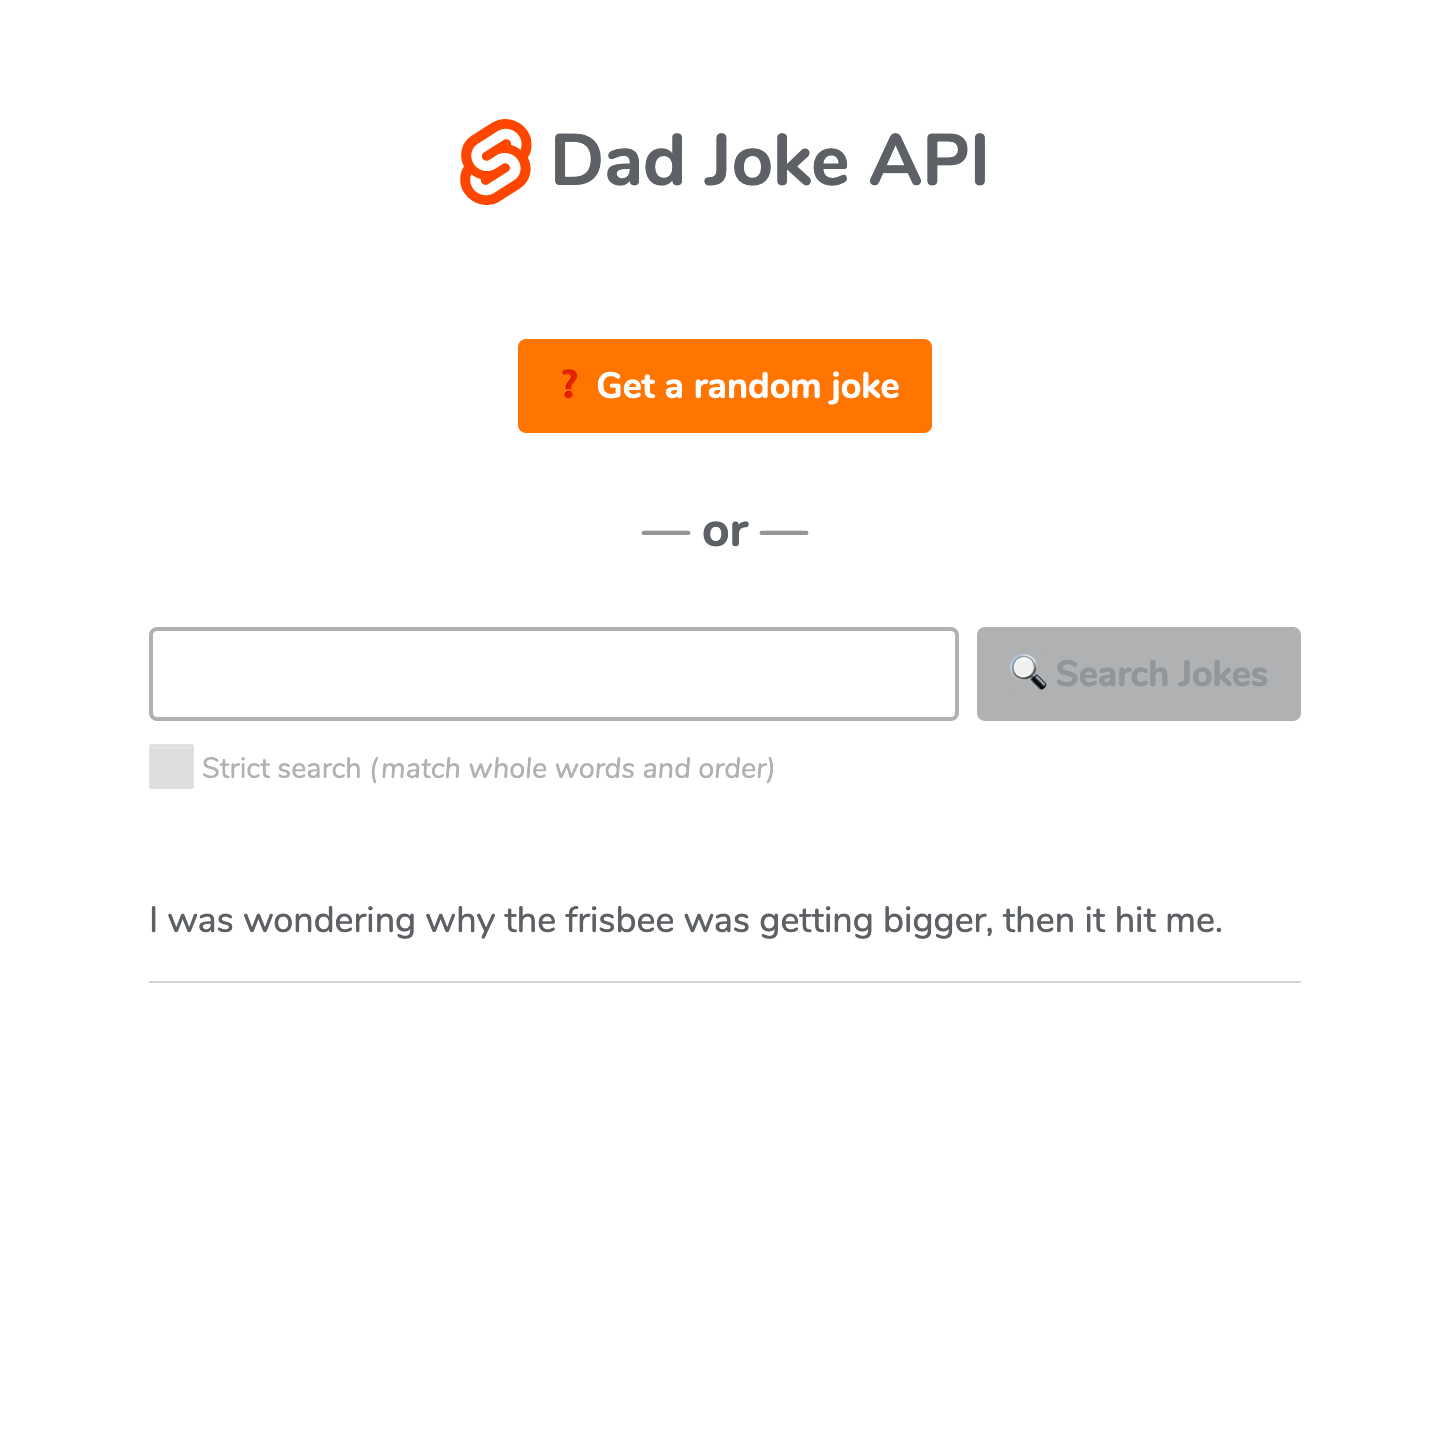 Dad Joke API
❓ Get a random joke
— or —
🔍 Search Jokes
Strict search (match whole words and order)
I was wondering why the frisbee was getting bigger, then it hit me.